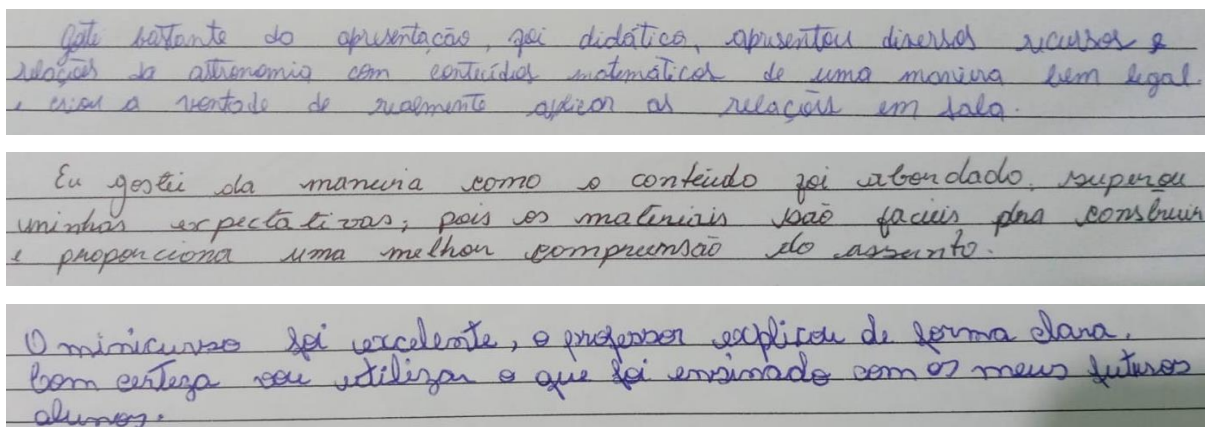 Gotei bastante da apresentação, foi didática, apresentou diversos recursos e
relações da astronomia com conteúdos matemáticos de uma maneira bem legal
e criou a vontade de realmente aplicar as relações em sala.
Eu gostei da maneira como o conteúdo foi abordado, superou
minhas expectativas, pois os materiais são faceis pra construir
e proporciona uma melhor compreensão do assunto.
O minicurso foi excelente, o professor explicou de forma clara.
Com certeza vou utilizar o que foi ensinado com os meus futuros
alunos.